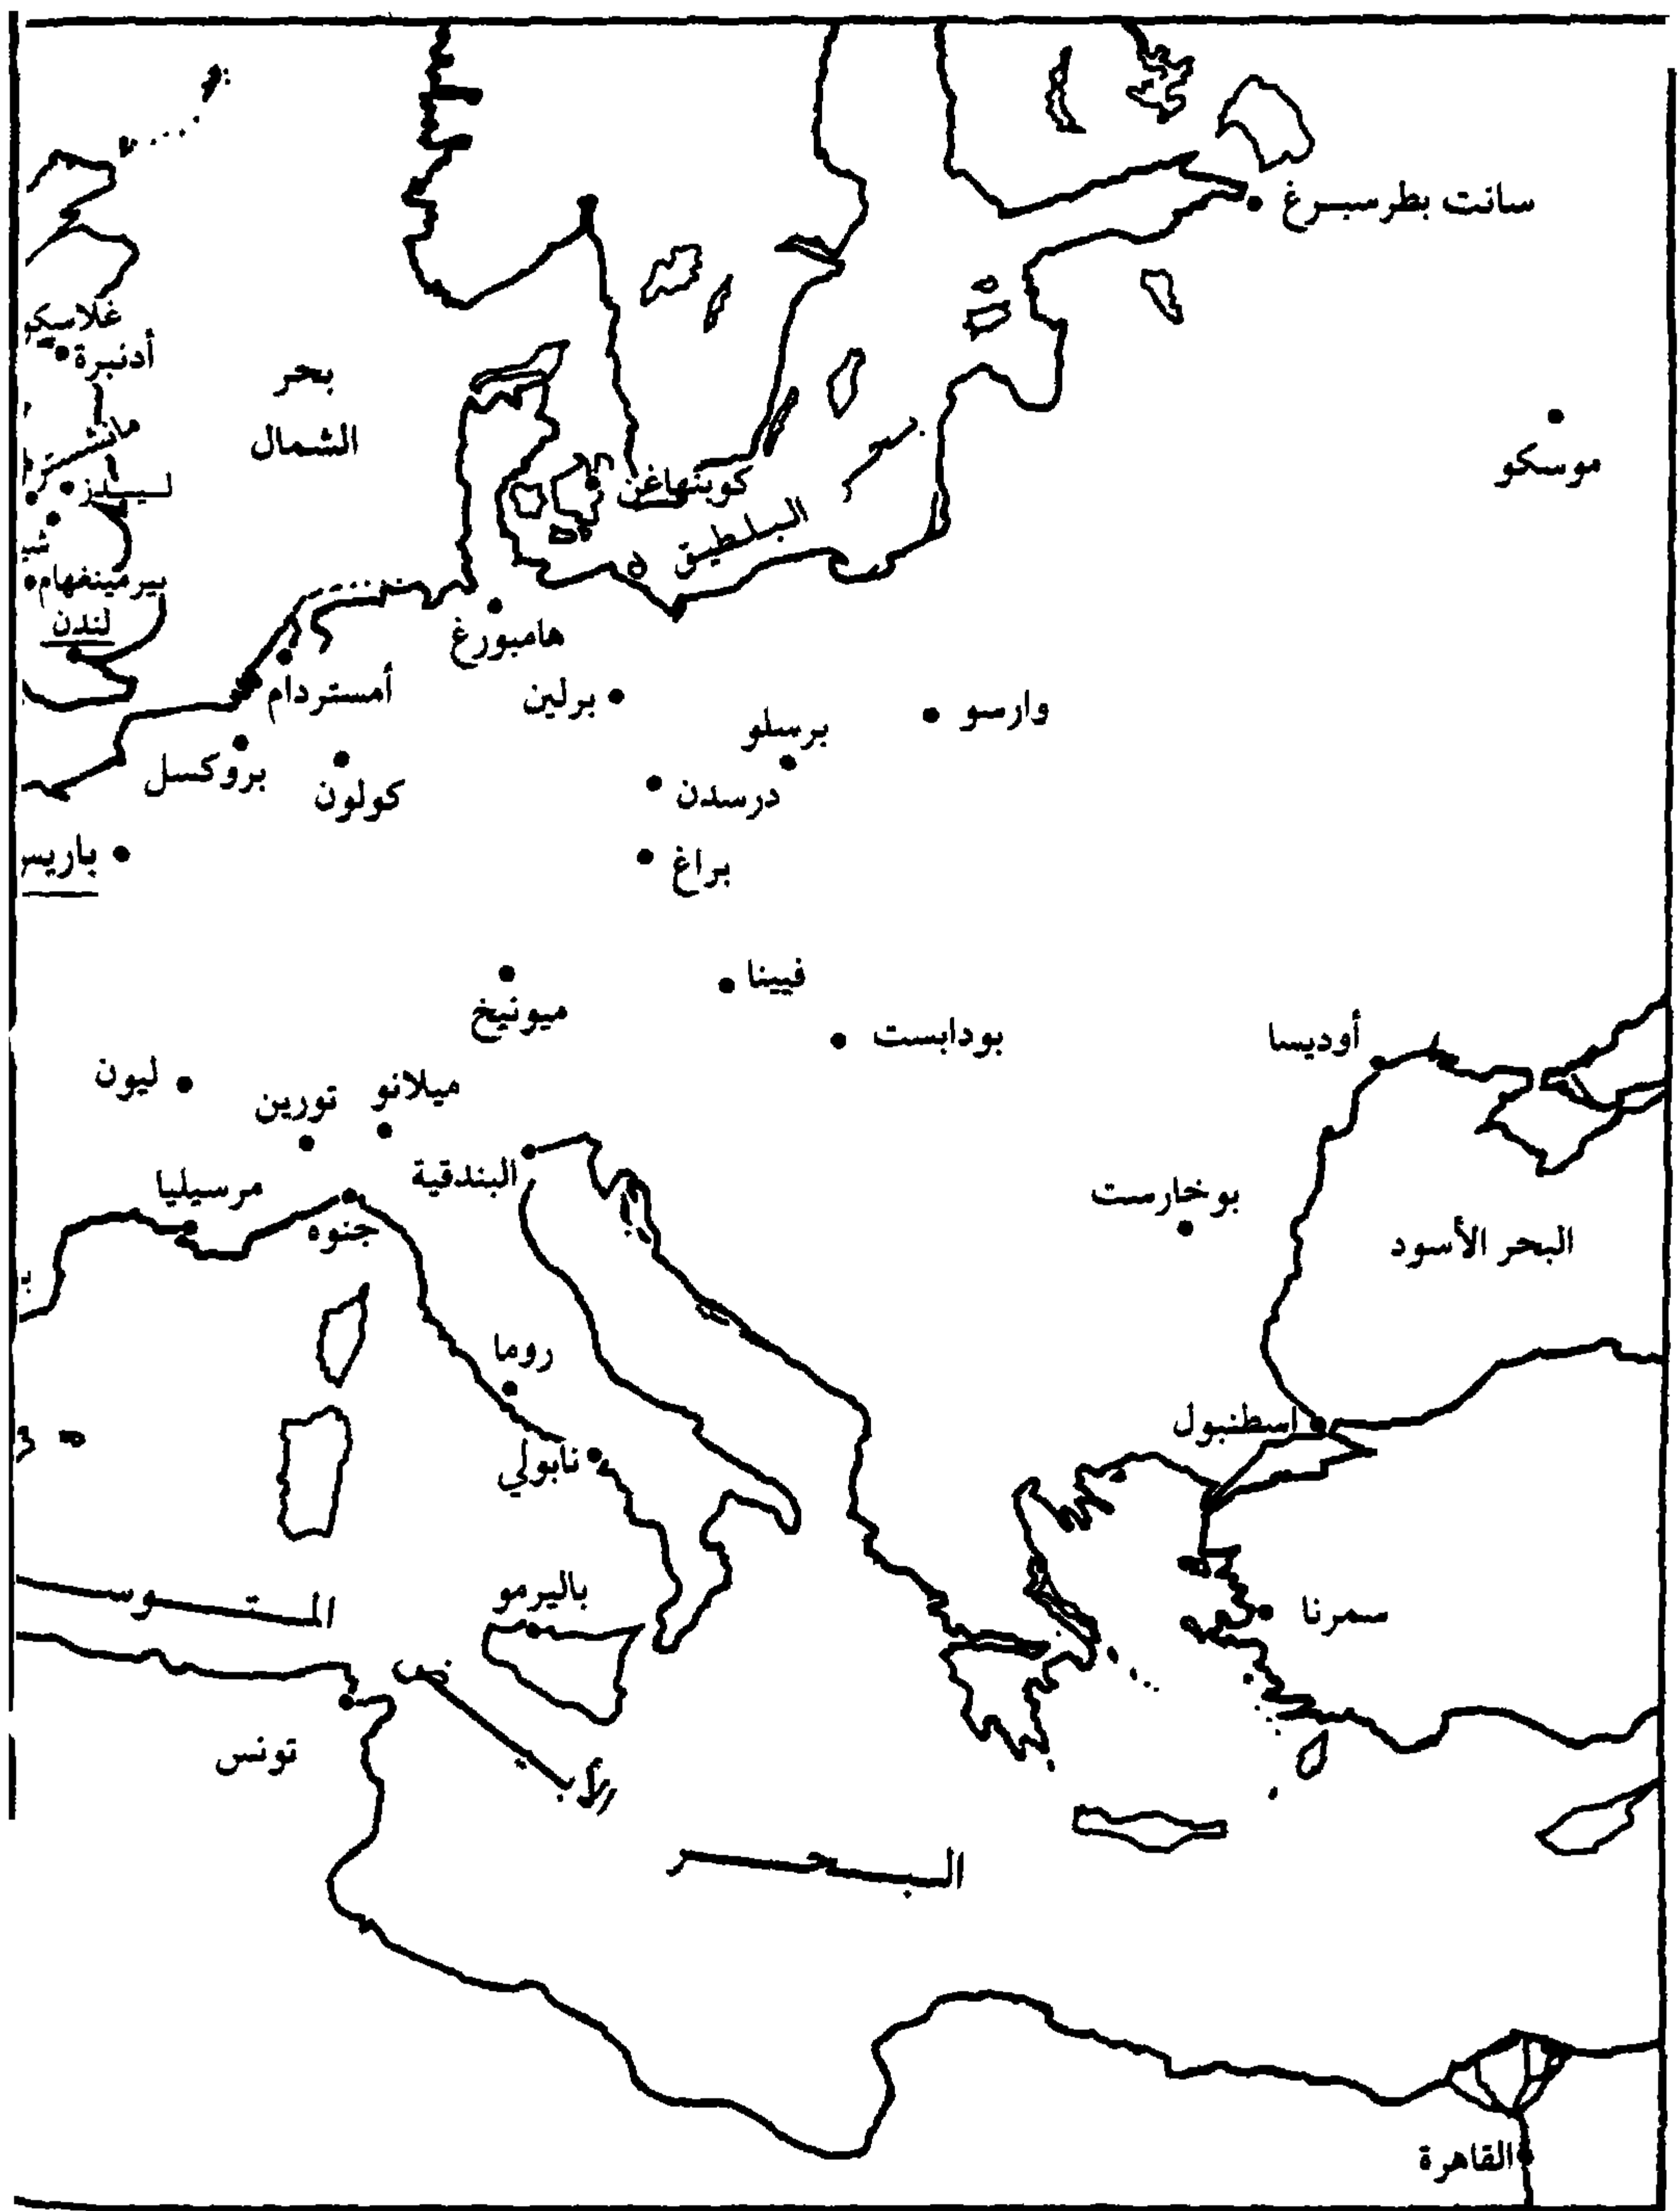 سانت بطرسبرغ
غلاسكو
أدنبرة
بحر
الشمال
موسكو
مانشستر
ليدز
كوبنهاغن
البلطيق
بيرمينغهام
لندن
هامبورغ
أمستردام
برلين
وارسو
برسلو
بروكسل
كولون
درسدن
باريس
براغ
فيينا
ميونيخ
بودابست
أوديسا
ليون
تورين
ميلانو
البندقية
مرسيليا
جنوه
بوخارست
البحر الأسود
روما
اسطنبول
نابولي
باليرمو
سمرنا
تونس
البحر
الأبيض
المتوسط
القاهرة